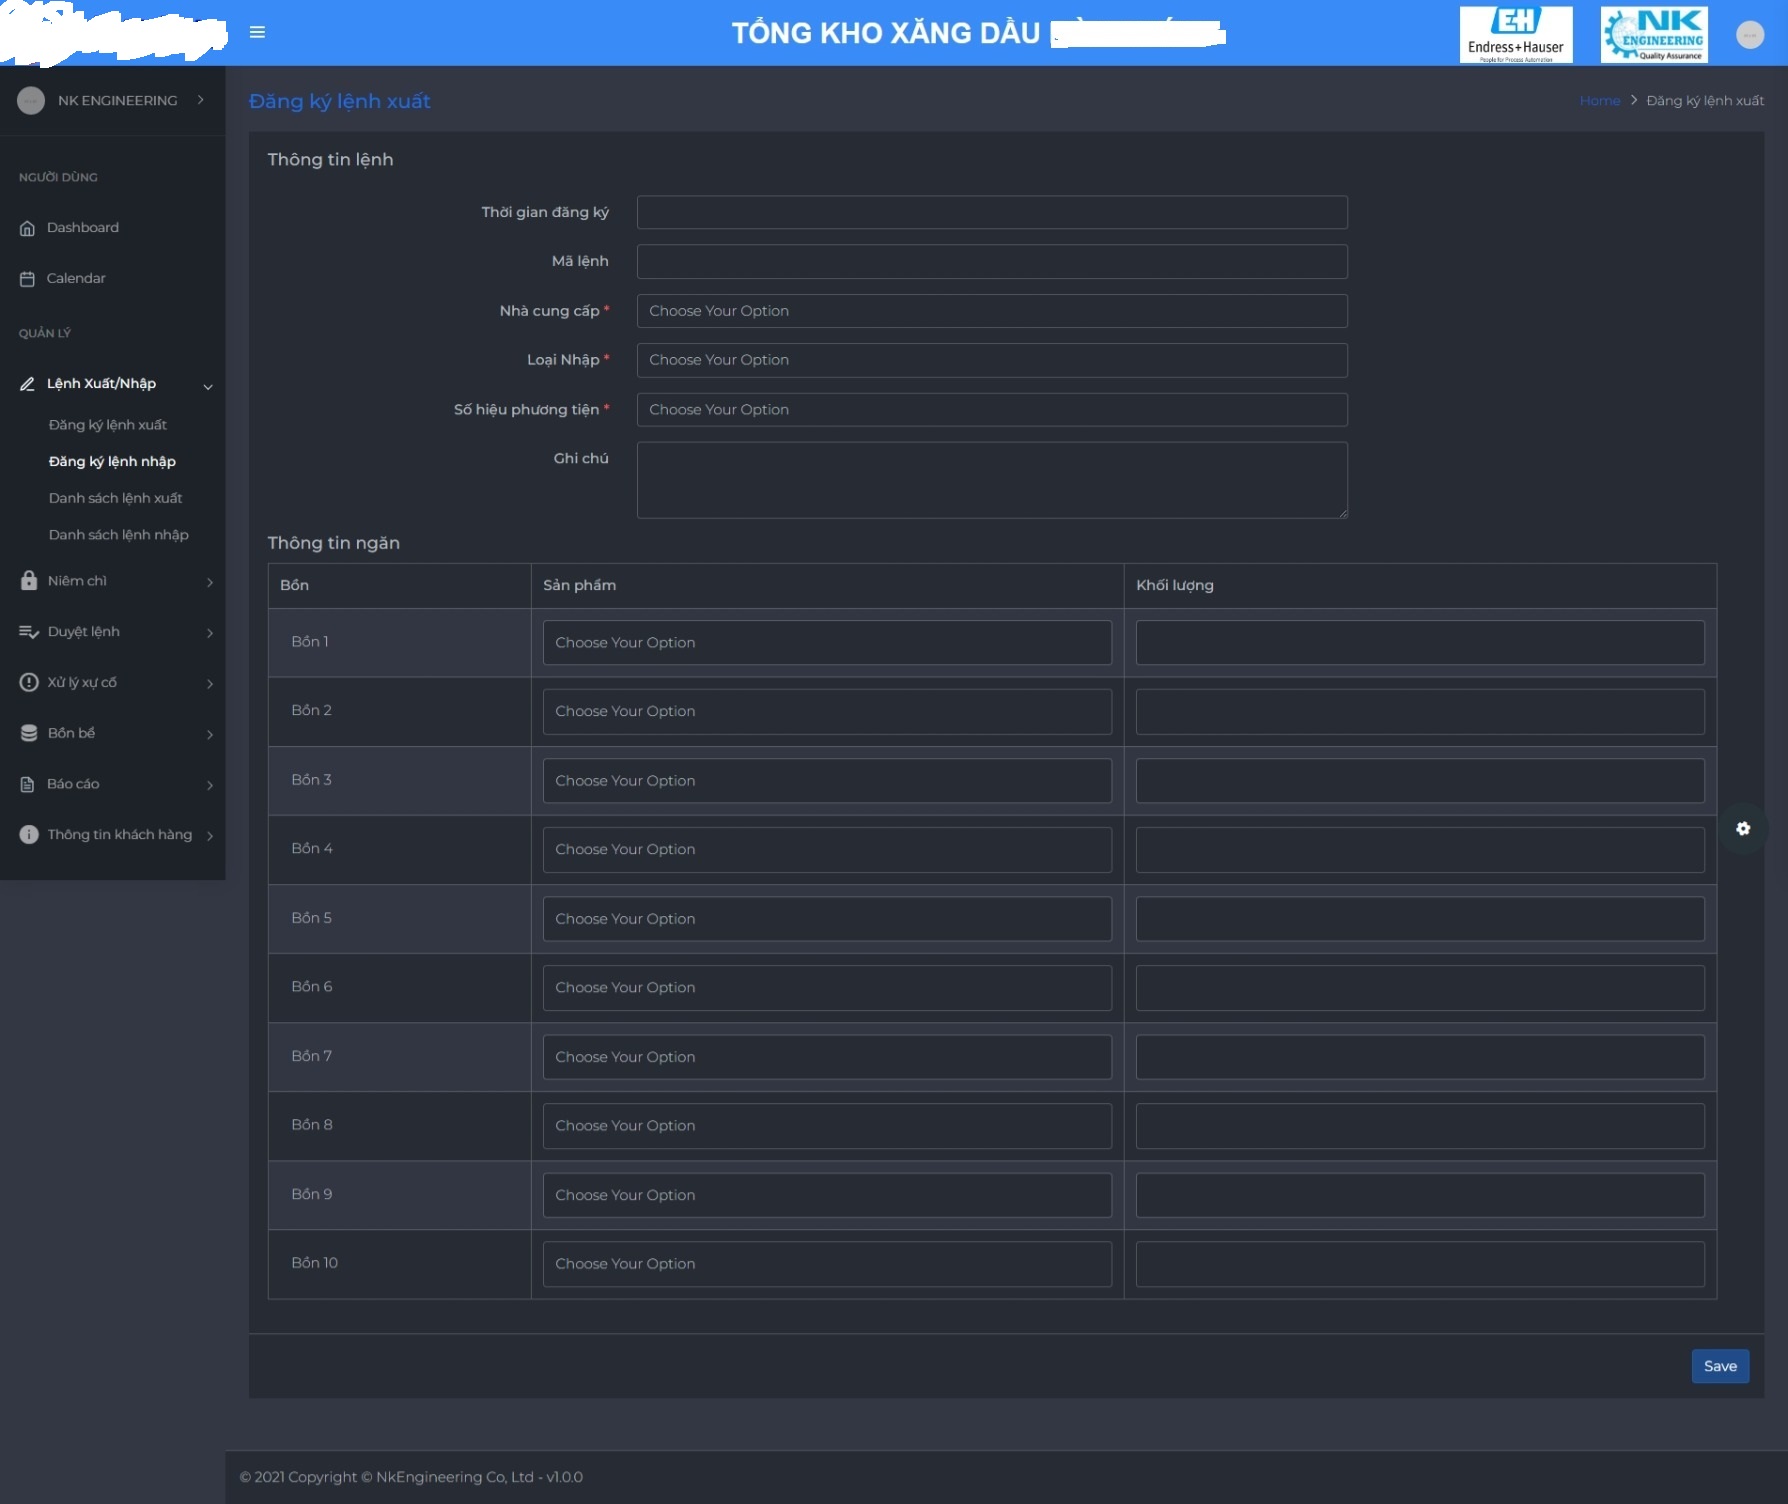 TỔNG KHO XĂNG DẦU
Endress+Hauser
People for Process Automation
NK
ENGINEERING
Quality Assurance
NK ENGINEERING
NGƯỜI DÙNG
Dashboard
Calendar
QUẢN LÝ
Lệnh Xuất/Nhập
Đăng ký lệnh xuất
Đăng ký lệnh nhập
Danh sách lệnh xuất
Danh sách lệnh nhập
Niêm chì
Duyệt lệnh
Xử lý xự cố
Bồn bể
Báo cáo
Thông tin khách hàng
Đăng ký lệnh xuất
Home > Đăng ký lệnh xuất
Thông tin lệnh
Thời gian đăng ký
Mã lệnh
Nhà cung cấp * Choose Your Option
Loại Nhập * Choose Your Option
Số hiệu phương tiện * Choose Your Option
Ghi chú
Thông tin ngăn
Bồn Sản phẩm Khối lượng
Bồn 1 Choose Your Option
Bồn 2 Choose Your Option
Bồn 3 Choose Your Option
Bồn 4 Choose Your Option
Bồn 5 Choose Your Option
Bồn 6 Choose Your Option
Bồn 7 Choose Your Option
Bồn 8 Choose Your Option
Bồn 9 Choose Your Option
Bồn 10 Choose Your Option
Save
© 2021 Copyright © NkEngineering Co, Ltd - v1.0.0